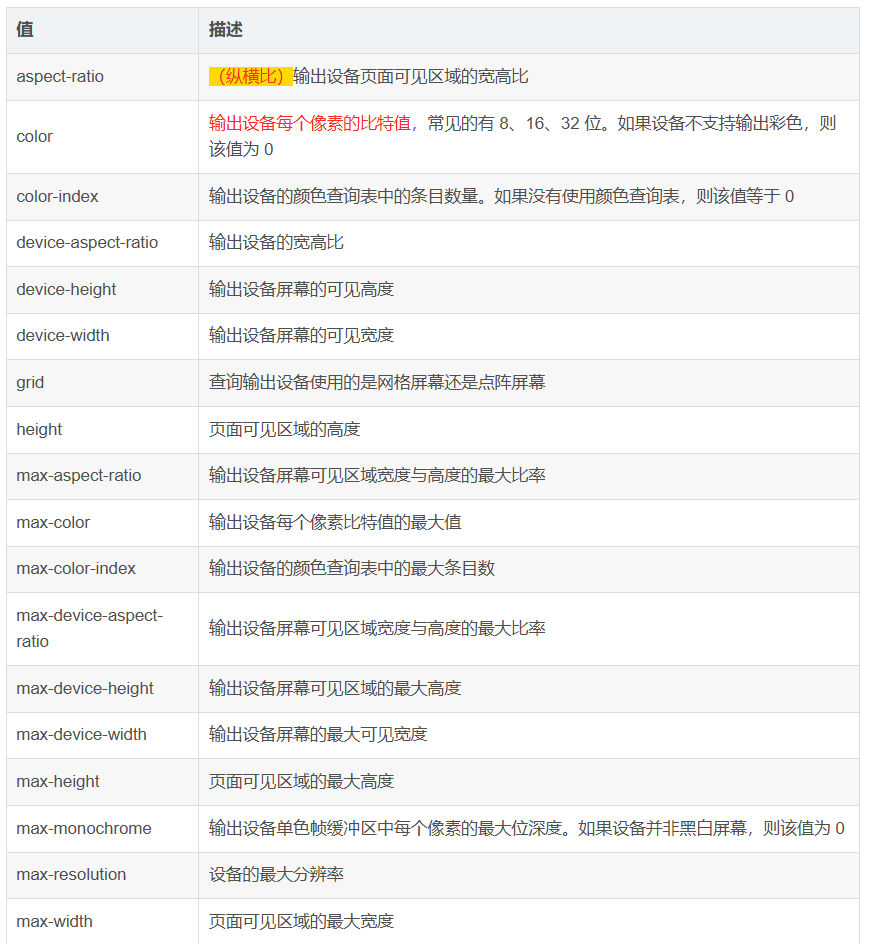 值 描述
aspect-ratio （纵横比）输出设备页面可见区域的宽高比
color 输出设备每个像素的比特值，常见的有 8、16、32 位。如果设备不支持输出彩色，则
该值为 0
color-index 输出设备的颜色查询表中的条目数量。如果没有使用颜色查询表，则该值等于 0
device-aspect-ratio 输出设备的宽高比
device-height 输出设备屏幕的可见高度
device-width 输出设备屏幕的可见宽度
grid 查询输出设备使用的是网格屏幕还是点阵屏幕
height 页面可见区域的高度
max-aspect-ratio 输出设备屏幕可见区域宽度与高度的最大比率
max-color 输出设备每个像素比特值的最大值
max-color-index 输出设备的颜色查询表中的最大条目数
max-device-aspect-
ratio 输出设备屏幕可见区域宽度与高度的最大比率
max-device-height 输出设备屏幕可见区域的最大高度
max-device-width 输出设备屏幕的最大可见宽度
max-height 页面可见区域的最大高度
max-monochrome 输出设备单色帧缓冲区中每个像素的最大位深度。如果设备并非黑白屏幕，则该值为 0
max-resolution 设备的最大分辨率
max-width 页面可见区域的最大宽度